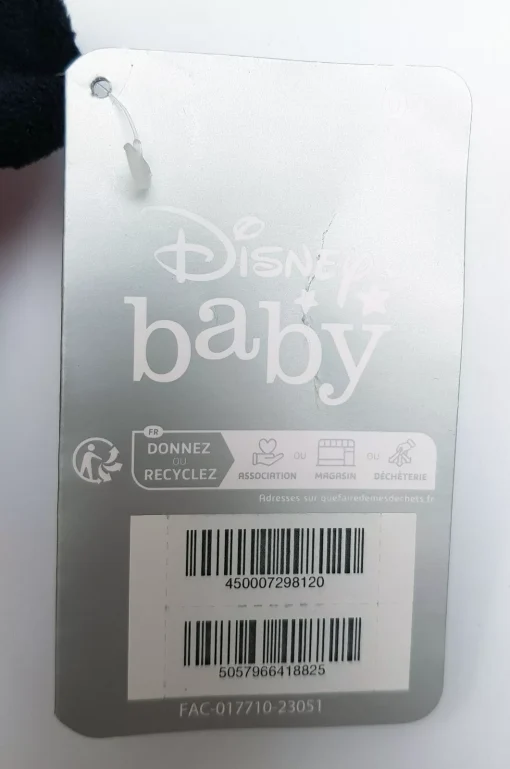 Disney
baby
FR
DONNEZ
OU
RECYCLEZ
ASSOCIATION
OU
MAGASIN
OU
DÉCHÈTERIE
Adresses sur quefairedemesdechets.fr
450007298120
5057966418825
FAC-017710-23051